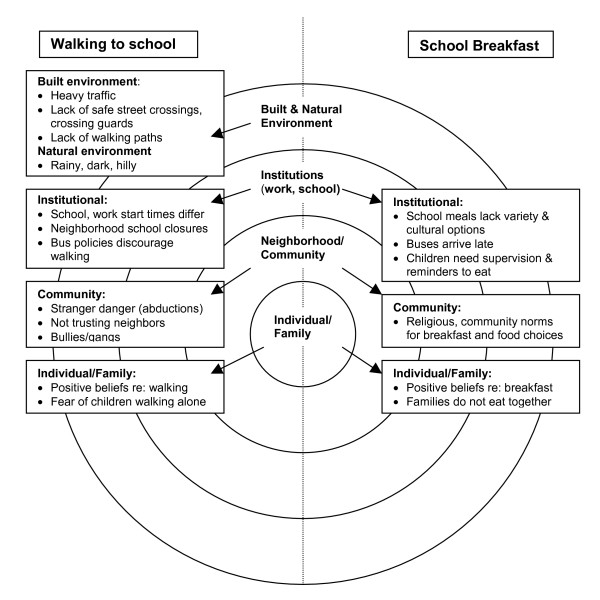 Walking to school
School Breakfast
Built environment:
• Heavy traffic
• Lack of safe street crossings,
crossing guards
• Lack of walking paths
Natural environment
• Rainy, dark, hilly
Built & Natural
Environment
Institutions
(work, school)
Institutional:
• School, work start times differ
• Neighborhood school closures
• Bus policies discourage
walking
Institutional:
• School meals lack variety &
cultural options
• Buses arrive late
• Children need supervision &
reminders to eat
Neighborhood/
Community
Community:
• Stranger danger (abductions)
• Not trusting neighbors
• Bullies/gangs
Community:
• Religious, community norms
for breakfast and food choices
Individual/
Family
Individual/Family:
• Positive beliefs re: walking
• Fear of children walking alone
Individual/Family:
• Positive beliefs re: breakfast
• Families do not eat together